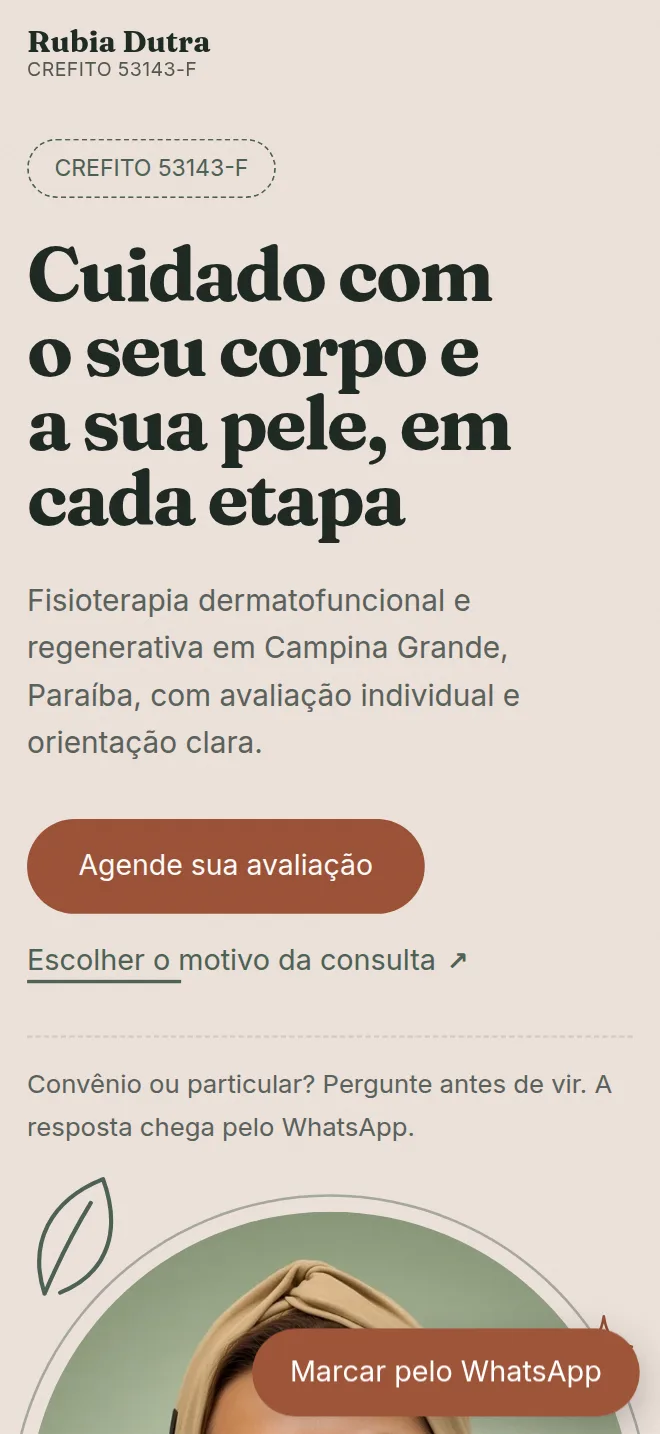 Rubia Dutra
CREFITO 53143-F
CREFITO 53143-F
Cuidado com
o seu corpo e
a sua pele, em
cada etapa
Fisioterapia dermatofuncional e
regenerativa em Campina Grande,
Paraíba, com avaliação individual e
orientação clara.
Agende sua avaliação
Escolher o motivo da consulta ↗
Convênio ou particular? Pergunte antes de vir. A
resposta chega pelo WhatsApp.
Marcar pelo WhatsApp